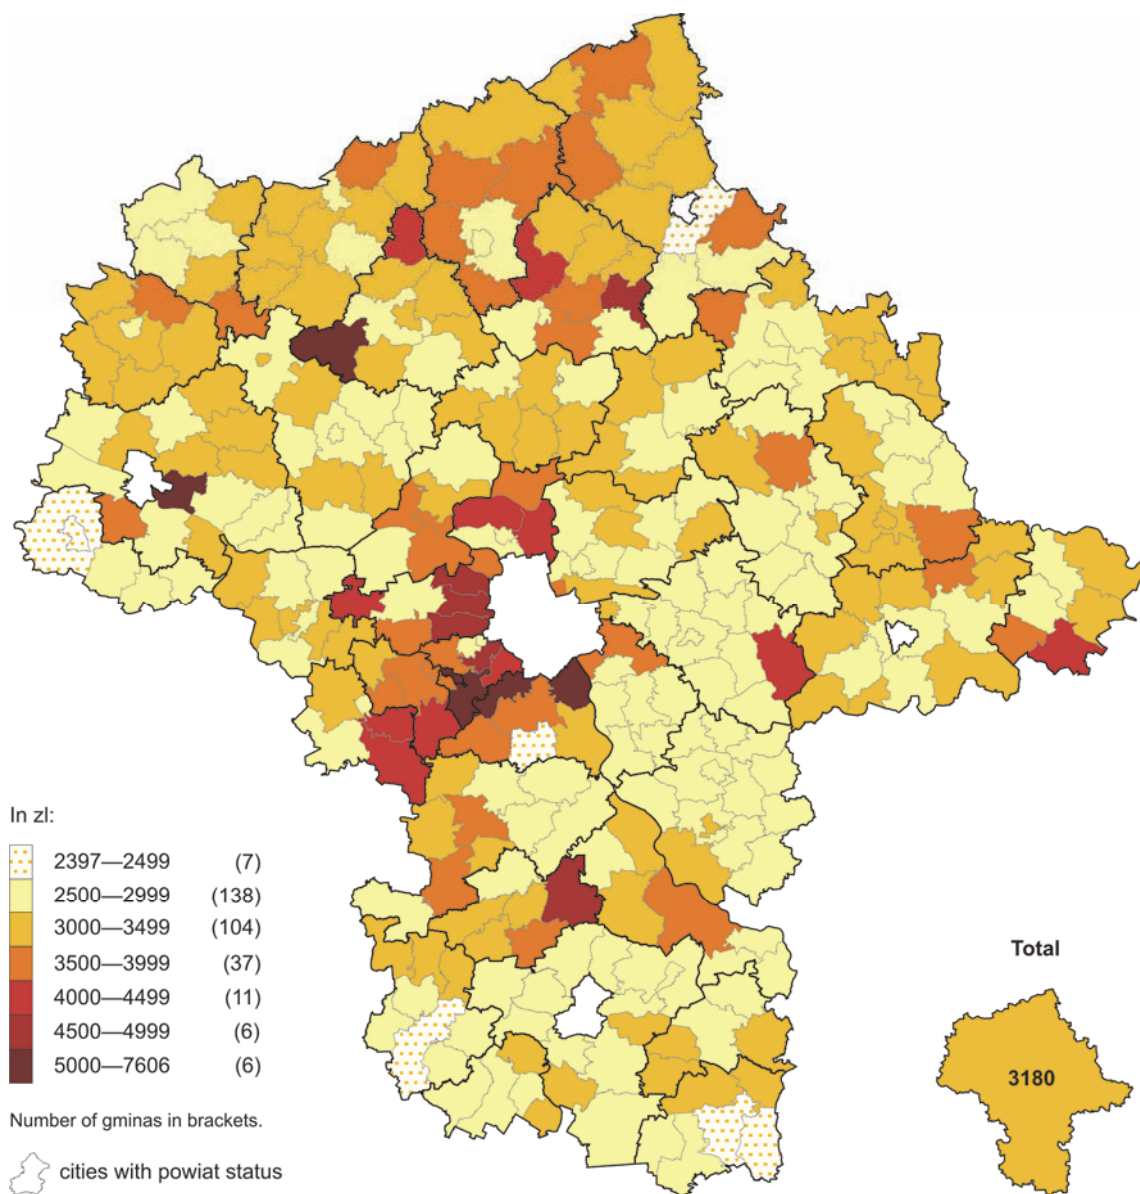 In zl:
2397—2499 (7)
2500—2999 (138)
3000—3499 (104)
3500—3999 (37)
4000—4499 (11)
4500—4999 (6)
5000—7606 (6)
Number of gminas in brackets.
cities with powiat status
Total
3180